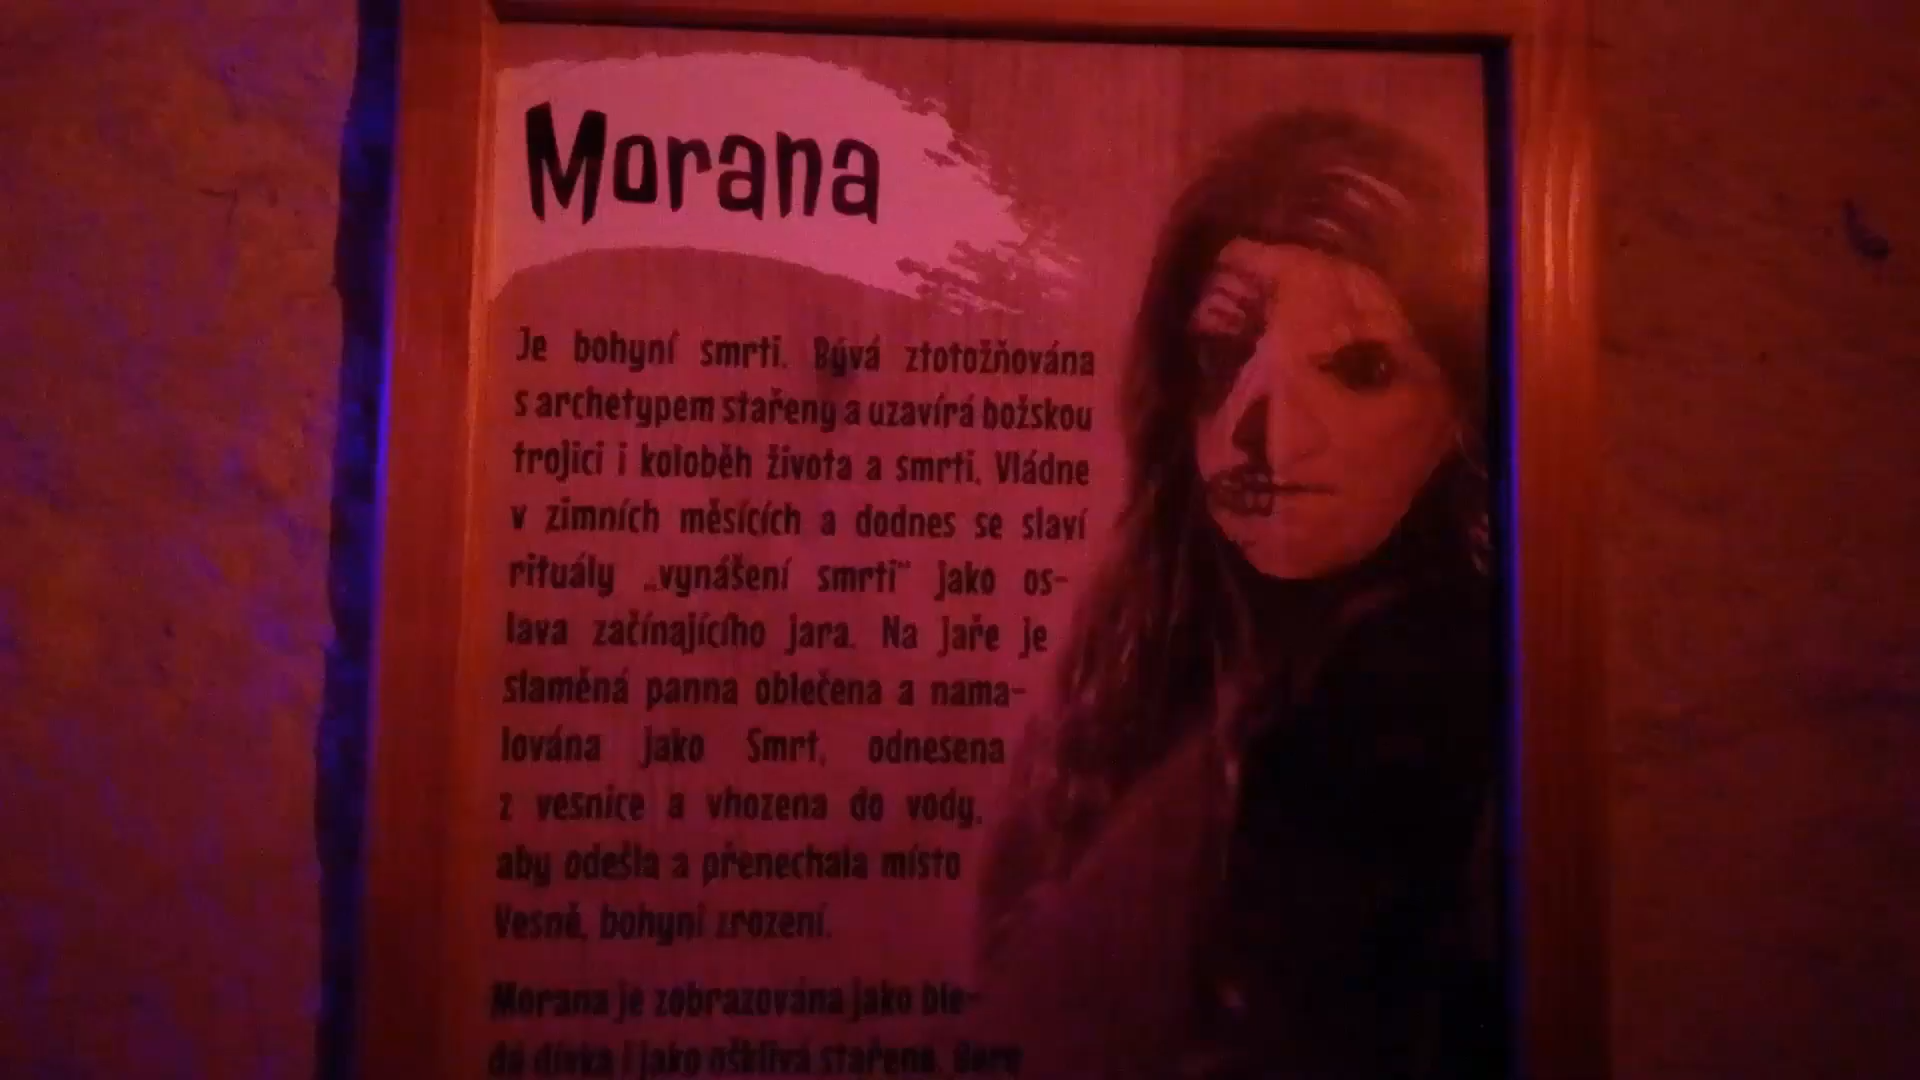 Morana
Je bohyní smrti. Bývá ztotožňována
s archetypem stařeny a uzavírá božskou
trojici i koloběh života a smrti. Vládne
v zimních měsících a dodnes se slaví
rituály „vynášení smrti" jako os-
lava začínajícího jara. Na jaře je
slaměná panna oblečena a nama-
lována jako Smrt, odnesena
z vesnice a vhozena do vody,
aby odešla a přenechala místo
Vesně, bohyni zrození.
Morana je zobrazována jako ble-
dá dívka i jako ošklivá stařena. Bere